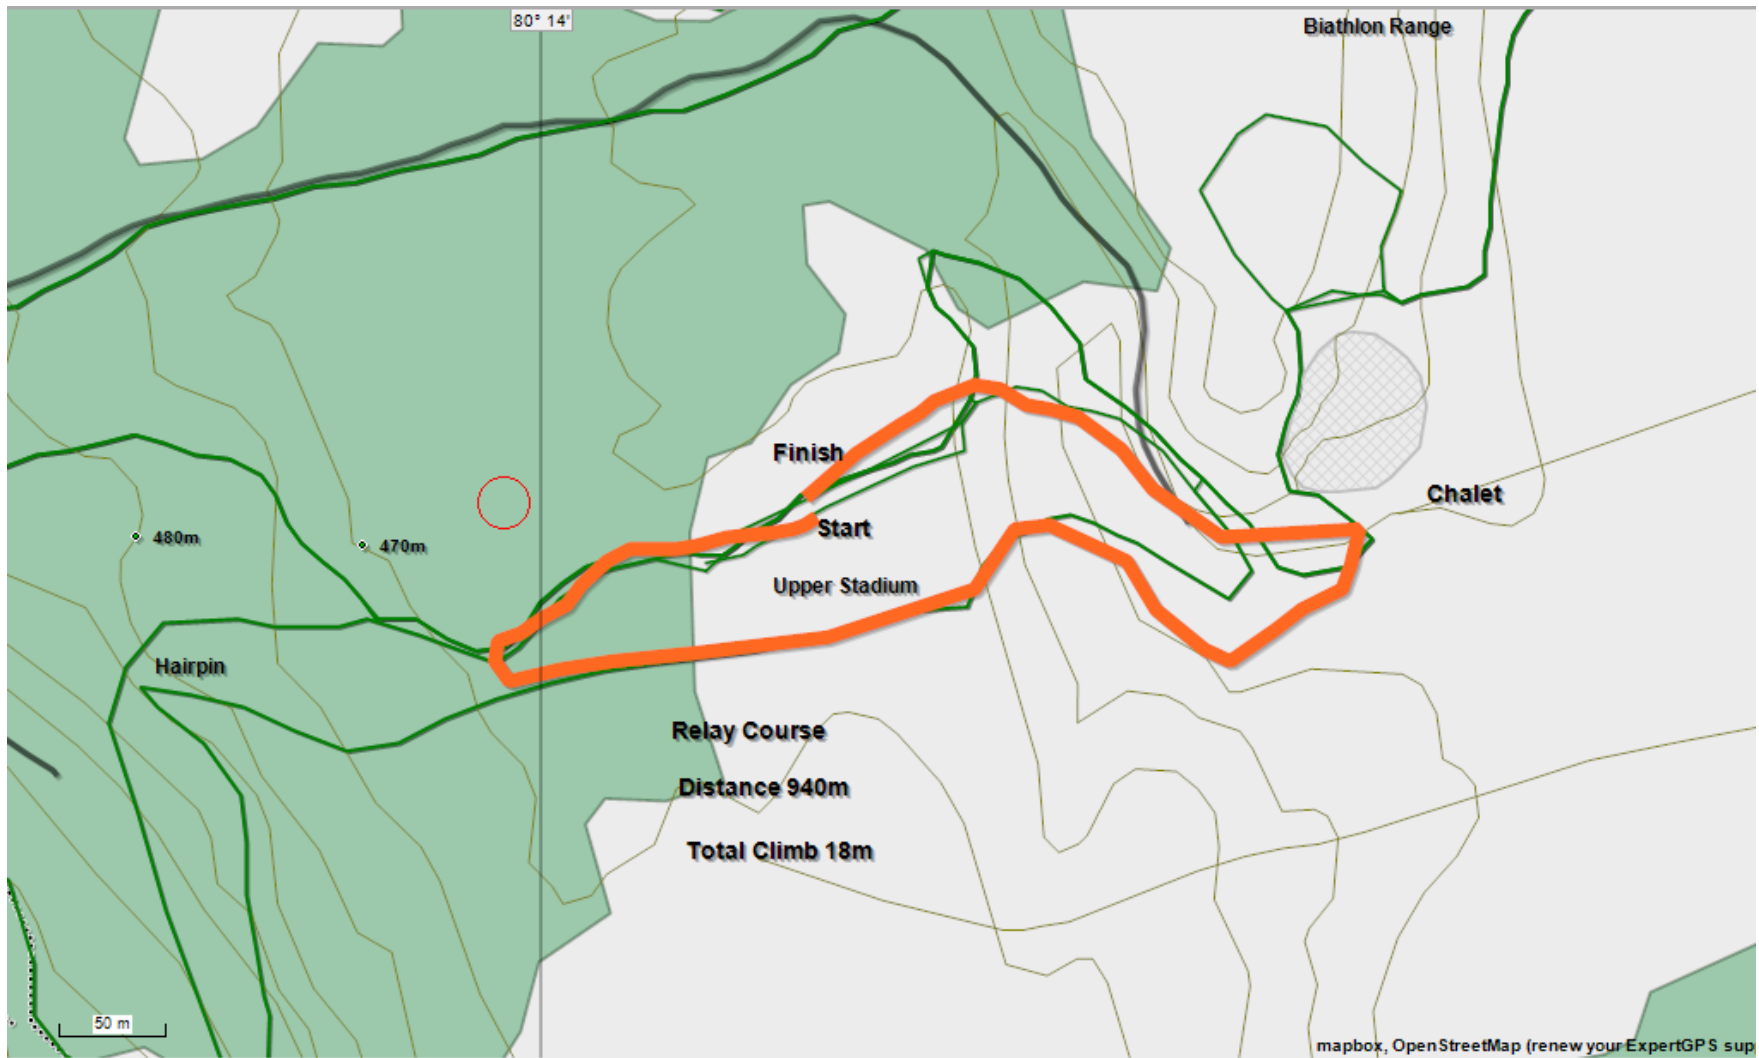 80° 14'
Biathlon Range
Finish
Chalet
Start
480m
470m
Upper Stadium
Hairpin
Relay Course
Distance 940m
Total Climb 18m
50 m
mapbox, OpenStreetMap (renew your ExpertGPS sup